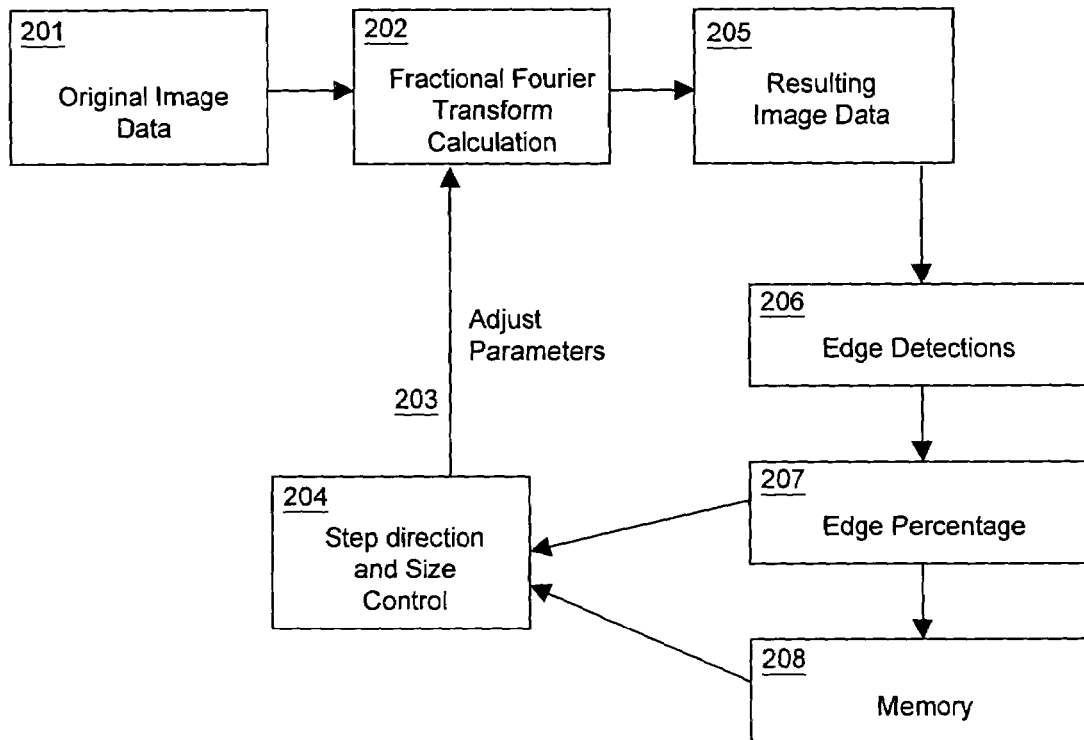 201
Original Image
Data
202
Fractional Fourier
Transform
Calculation
205
Resulting
Image Data
206
Edge Detections
Adjust
Parameters
203
207
Edge Percentage
204
Step direction
and Size
Control
208
Memory